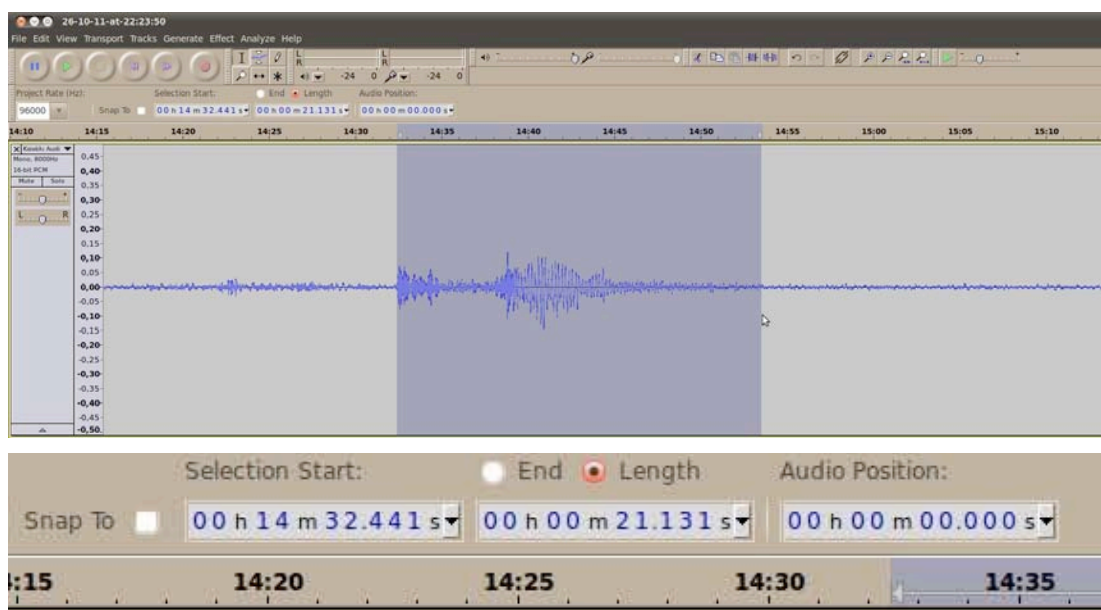 26-10-11-at-22:23:50
File Edit View Transport Tracks Generate Effect Analyze Help
L R L R
-24 0 -24 0
Project Rate (Hz): Selection Start: End Length Audio Position:
96000 Snap To 00 h 14 m 32.441 s 00 h 00 m 21.131 s 00 h 00 m 00.000 s
14:10 14:15 14:20 14:25 14:30 14:35 14:40 14:45 14:50 14:55 15:00 15:05 15:10
Mono, 8000Hz
16-bit PCM
Mute Solo
- +
L R
0,45
0,40
0,35
0,30
0,25
0,20
0,15
0,10
0,05
0,00
-0,05
-0,10
-0,15
-0,20
-0,25
-0,30
-0,35
-0,40
-0,45
-0,50
Selection Start: End Length Audio Position:
Snap To 00 h 14 m 32.441 s 00 h 00 m 21.131 s 00 h 00 m 00.000 s
:15 14:20 14:25 14:30 14:35